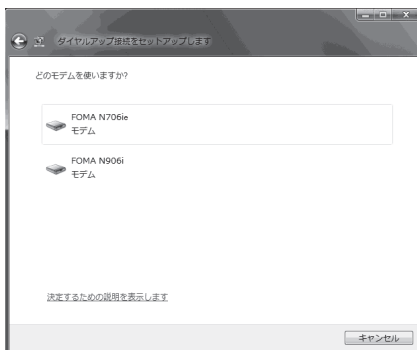 ダイヤルアップ接続をセットアップします
どのモデムを使いますか?
FOMA N706ie
モデム
FOMA N906i
モデム
決定するための説明を表示します
キャンセル